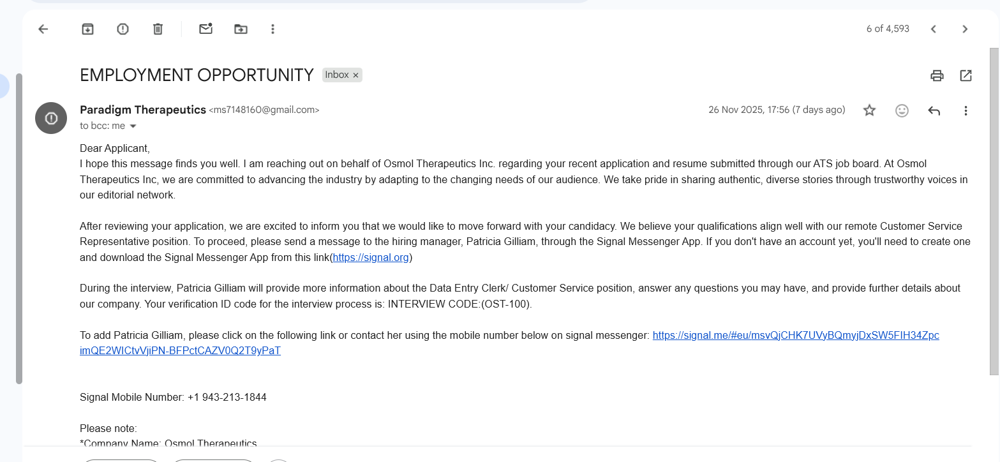 6 of 4,593
EMPLOYMENT OPPORTUNITY Inbox ×
Paradigm Therapeutics <ms7148160@gmail.com> 26 Nov 2025, 17:56 (7 days ago)
to bcc: me
Dear Applicant,
I hope this message finds you well. I am reaching out on behalf of Osmol Therapeutics Inc. regarding your recent application and resume submitted through our ATS job board. At Osmol
Therapeutics Inc, we are committed to advancing the industry by adapting to the changing needs of our audience. We take pride in sharing authentic, diverse stories through trustworthy voices in
our editorial network.
After reviewing your application, we are excited to inform you that we would like to move forward with your candidacy. We believe your qualifications align well with our remote Customer Service
Representative position. To proceed, please send a message to the hiring manager, Patricia Gilliam, through the Signal Messenger App. If you don't have an account yet, you'll need to create one
and download the Signal Messenger App from this link(https://signal.org)
During the interview, Patricia Gilliam will provide more information about the Data Entry Clerk/ Customer Service position, answer any questions you may have, and provide further details about
our company. Your verification ID code for the interview process is: INTERVIEW CODE:(OST-100).
To add Patricia Gilliam, please click on the following link or contact her using the mobile number below on signal messenger: https://signal.me/#eu/msvQjCHK7UVyBQmyjDxSW5FIH34Zpc
imQE2WICtvVjiPN-BFPctCAZV0Q2T9yPaT
Signal Mobile Number: +1 943-213-1844
Please note:
*Company Name: Osmol Therapeutics